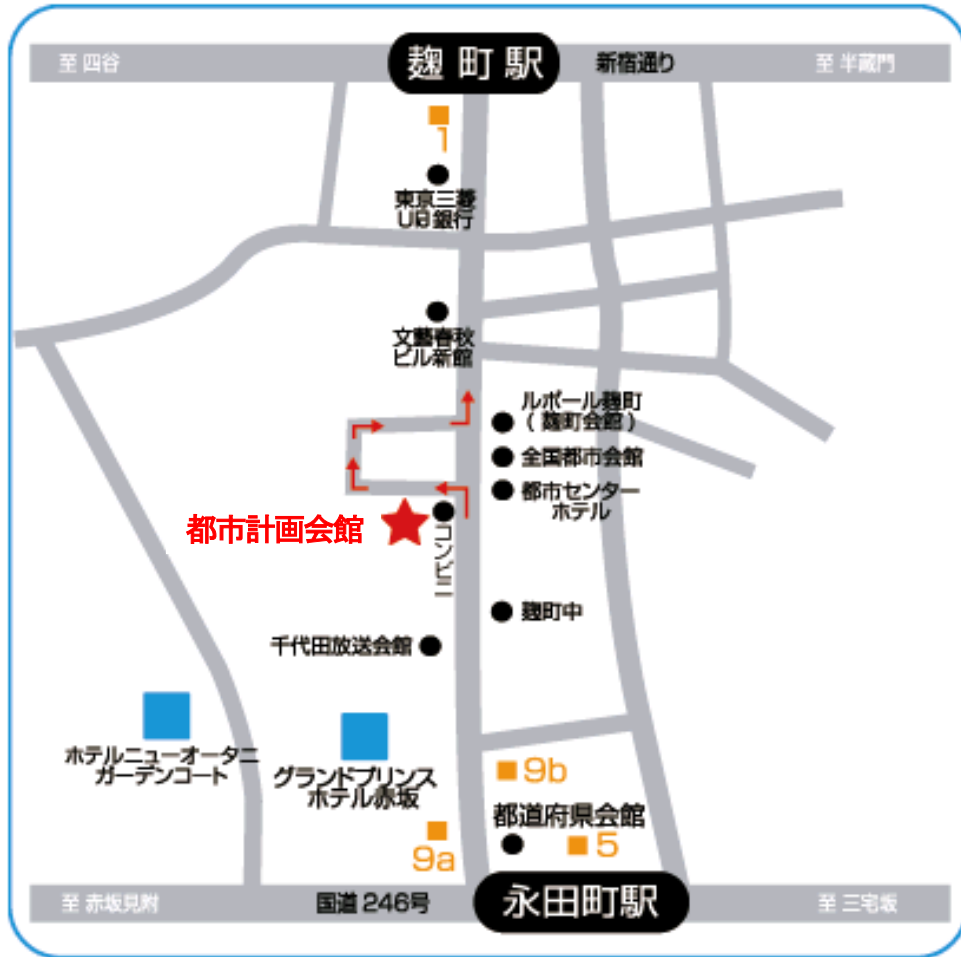 麹町駅
至 四谷
新宿通り
至 半蔵門
1
東京三菱
UFJ銀行
文藝春秋
ビル新館
ルポール麹町
(麹町会館)
全国都市会館
都市センター
ホテル
都市計画会館
コンビニ
麹町中
千代田放送会館
ホテルニューオータニ
ガーデンコート
グランドプリンス
ホテル赤坂
9b
都道府県会館
9a
5
至 赤坂見附
国道 246号
永田町駅
至 三宅坂